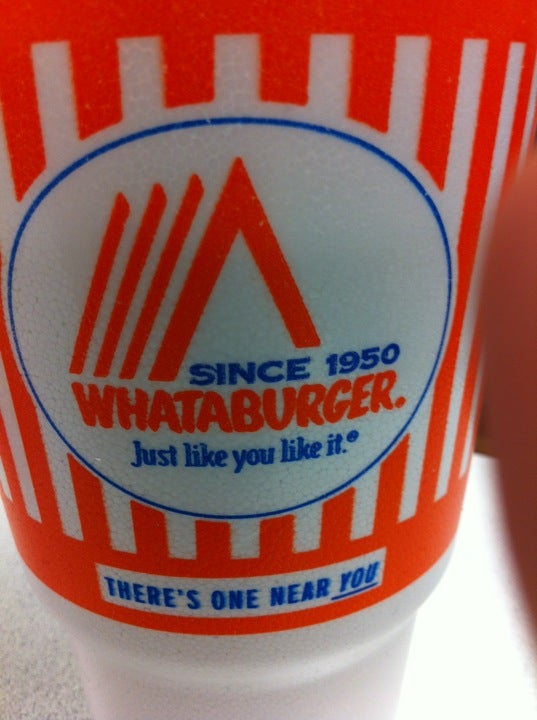 SINCE 1950
WHATABURGER.
Just like you like it.®
THERE'S ONE NEAR YOU